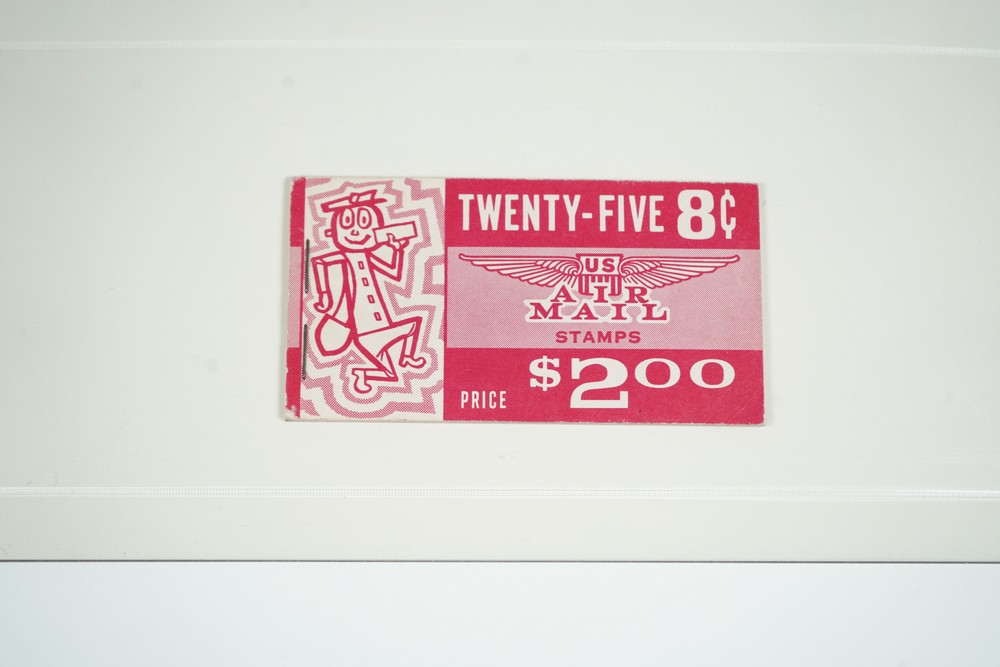 TWENTY-FIVE 8¢
US
AIR
MAIL
STAMPS
PRICE $2.00